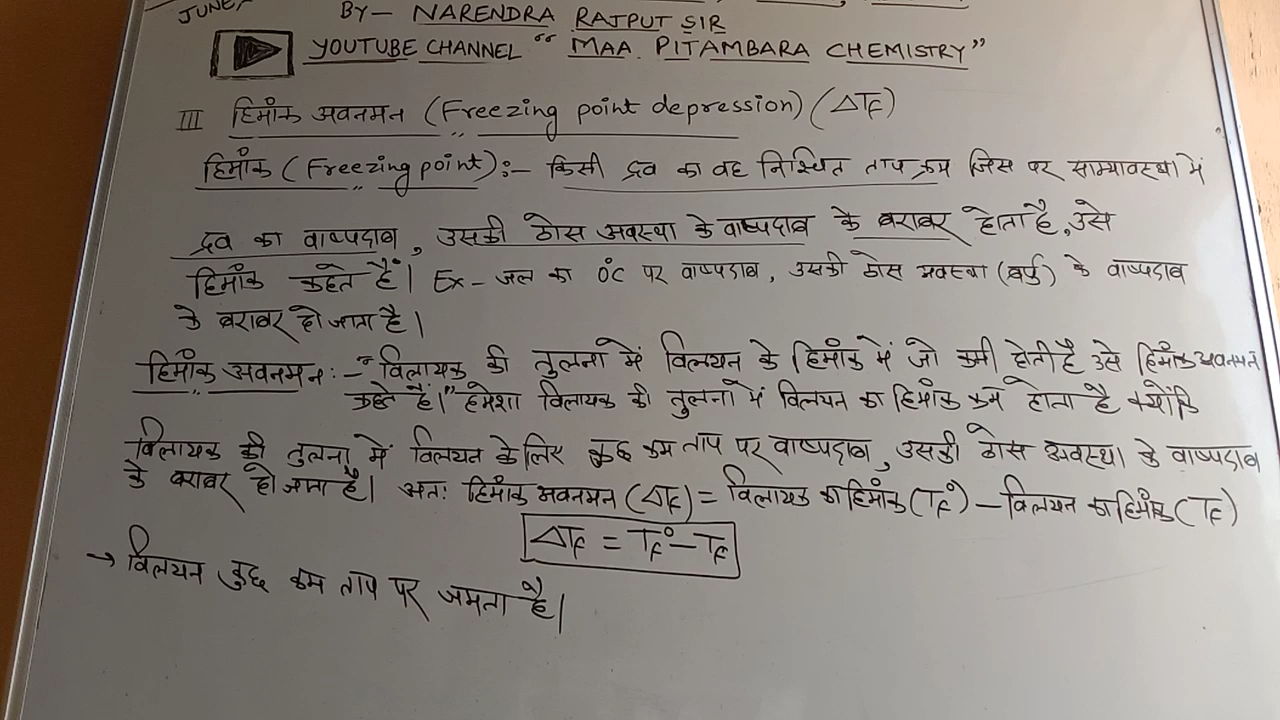 JUNE,
BY- NARENDRA RAJPUT SIR
YOUTUBE CHANNEL “ MAA. PITAMBARA CHEMISTRY”
III हिमांक अवनमन (Freezing point depression) (ΔTF)
हिमांक (Freezing point):- किसी द्रव का वह निश्चित ताप क्रम जिस पर साम्यावस्था में
द्रव का वाष्पदाब, उसकी ठोस अवस्था के वाष्पदाब के बराबर होता है, उसे
हिमांक कहते हैं। Ex- जल का 0°C पर वाष्पदाब, उसकी ठोस अवस्था (बर्फ) के वाष्पदाब
के बराबर हो जाता है।
हिमांक अवनमन:- “विलायक की तुलना में विलयन के हिमांक में जो कमी होती है उसे हिमांक अवनमन
कहते हैं।” हमेशा विलायक की तुलना में विलयन का हिमांक कम होता है क्योंकि
विलायक की तुलना में विलयन के लिए कुछ कम ताप पर वाष्पदाब, उसकी ठोस अवस्था के वाष्पदाब
के बराबर हो जाता है। अतः हिमांक अवनमन (ΔTF) = विलायक का हिमांक (TF°) - विलयन का हिमांक (TF)
ΔTF = TF° - TF
→ विलयन कुछ कम ताप पर जमता है।